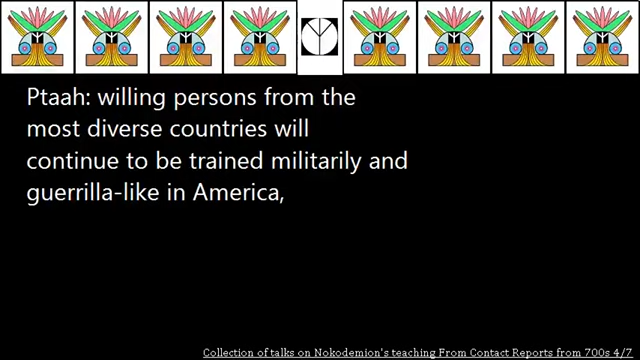 Ptaah: willing persons from the
most diverse countries will
continue to be trained militarily and
guerrilla-like in America,
Collection of talks on Nokodemion's teaching From Contact Reports from 700s 4/7